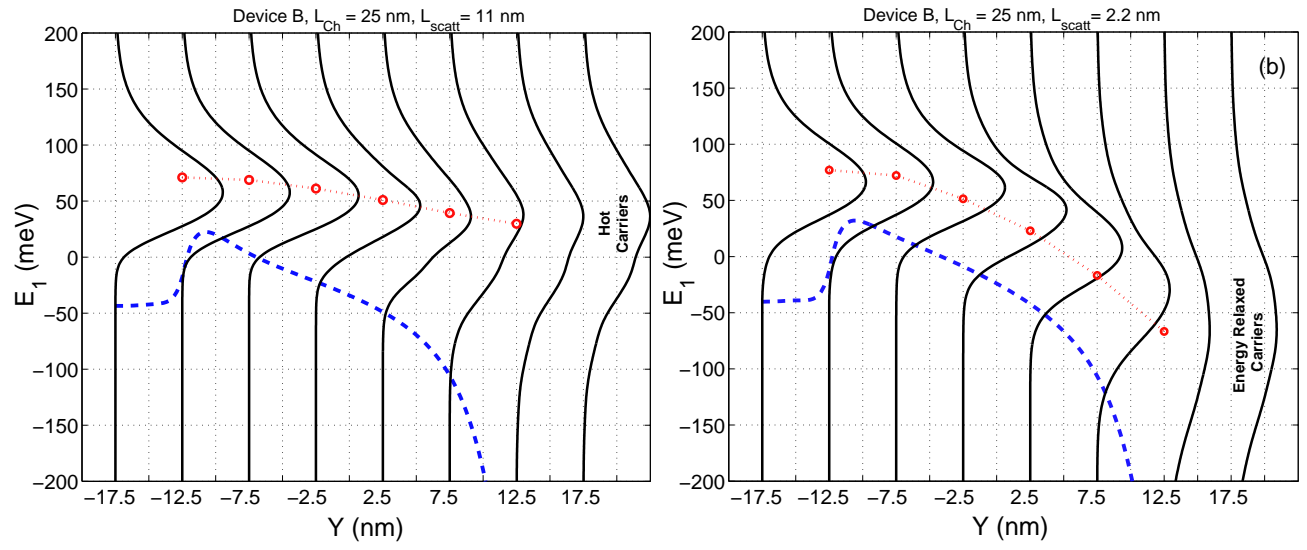 Device B, L_Ch = 25 nm, L_scatt = 11 nm
200
150
100
50
0
−50
−100
−150
−200
E_1 (meV)
Hot
Carriers
−17.5 −12.5 −7.5 −2.5 2.5 7.5 12.5 17.5
Y (nm)
Device B, L_Ch = 25 nm, L_scatt = 2.2 nm
(b)
200
150
100
50
0
−50
−100
−150
−200
E_1 (meV)
Energy Relaxed
Carriers
−17.5 −12.5 −7.5 −2.5 2.5 7.5 12.5 17.5
Y (nm)